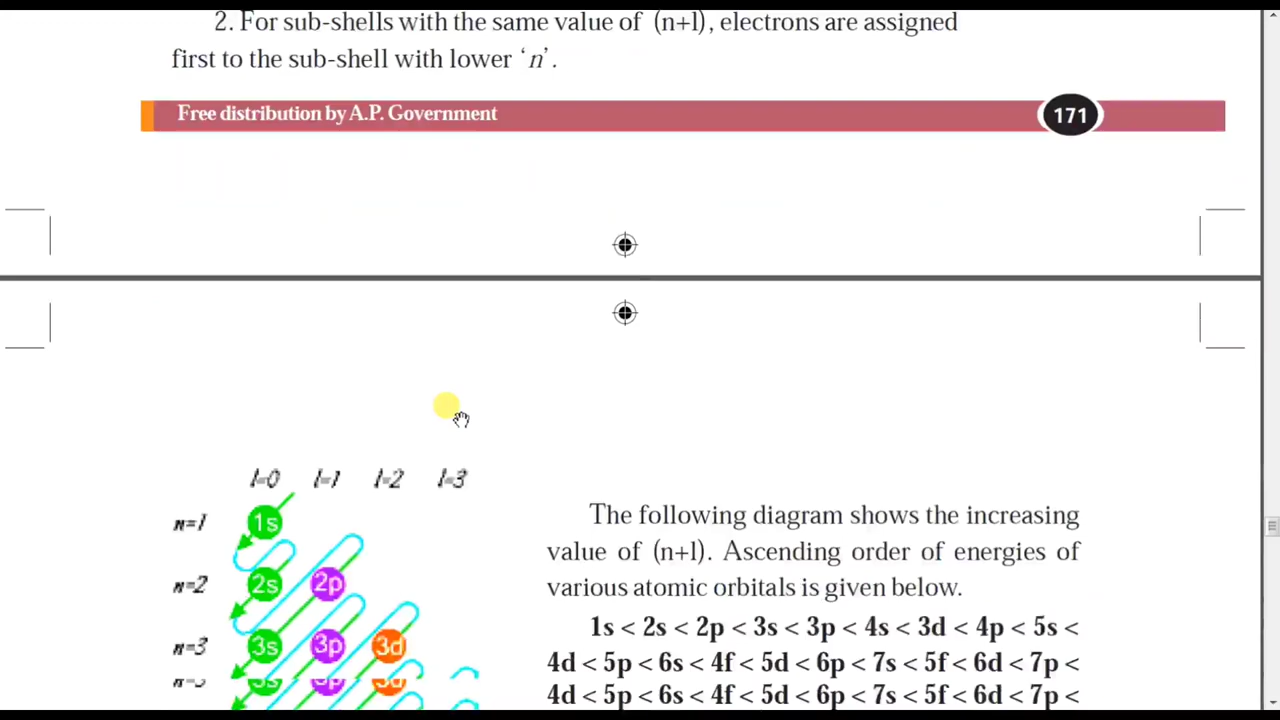 2. For sub-shells with the same value of (n+l), electrons are assigned
first to the sub-shell with lower ‘n’.
Free distribution by A.P. Government
171
l=0 l=1 l=2 l=3
n=1 1s
n=2 2s 2p
n=3 3s 3p 3d
n=3 3s 3p 3d
The following diagram shows the increasing
value of (n+l). Ascending order of energies of
various atomic orbitals is given below.
1s < 2s < 2p < 3s < 3p < 4s < 3d < 4p < 5s <
4d < 5p < 6s < 4f < 5d < 6p < 7s < 5f < 6d < 7p <
4d < 5p < 6s < 4f < 5d < 6p < 7s < 5f < 6d < 7p <